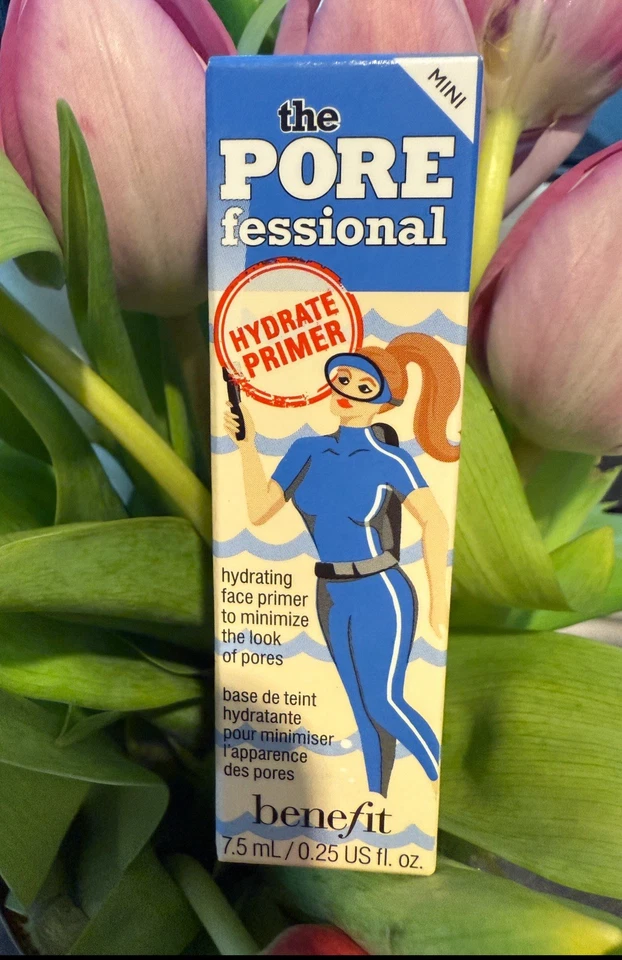 MINI
the
PORE
fessional
HYDRATE
PRIMER
hydrating
face primer
to minimize
the look
of pores
base de teint
hydratante
pour minimiser
l'apparence
des pores
benefit
7.5 mL / 0.25 US fl. oz.